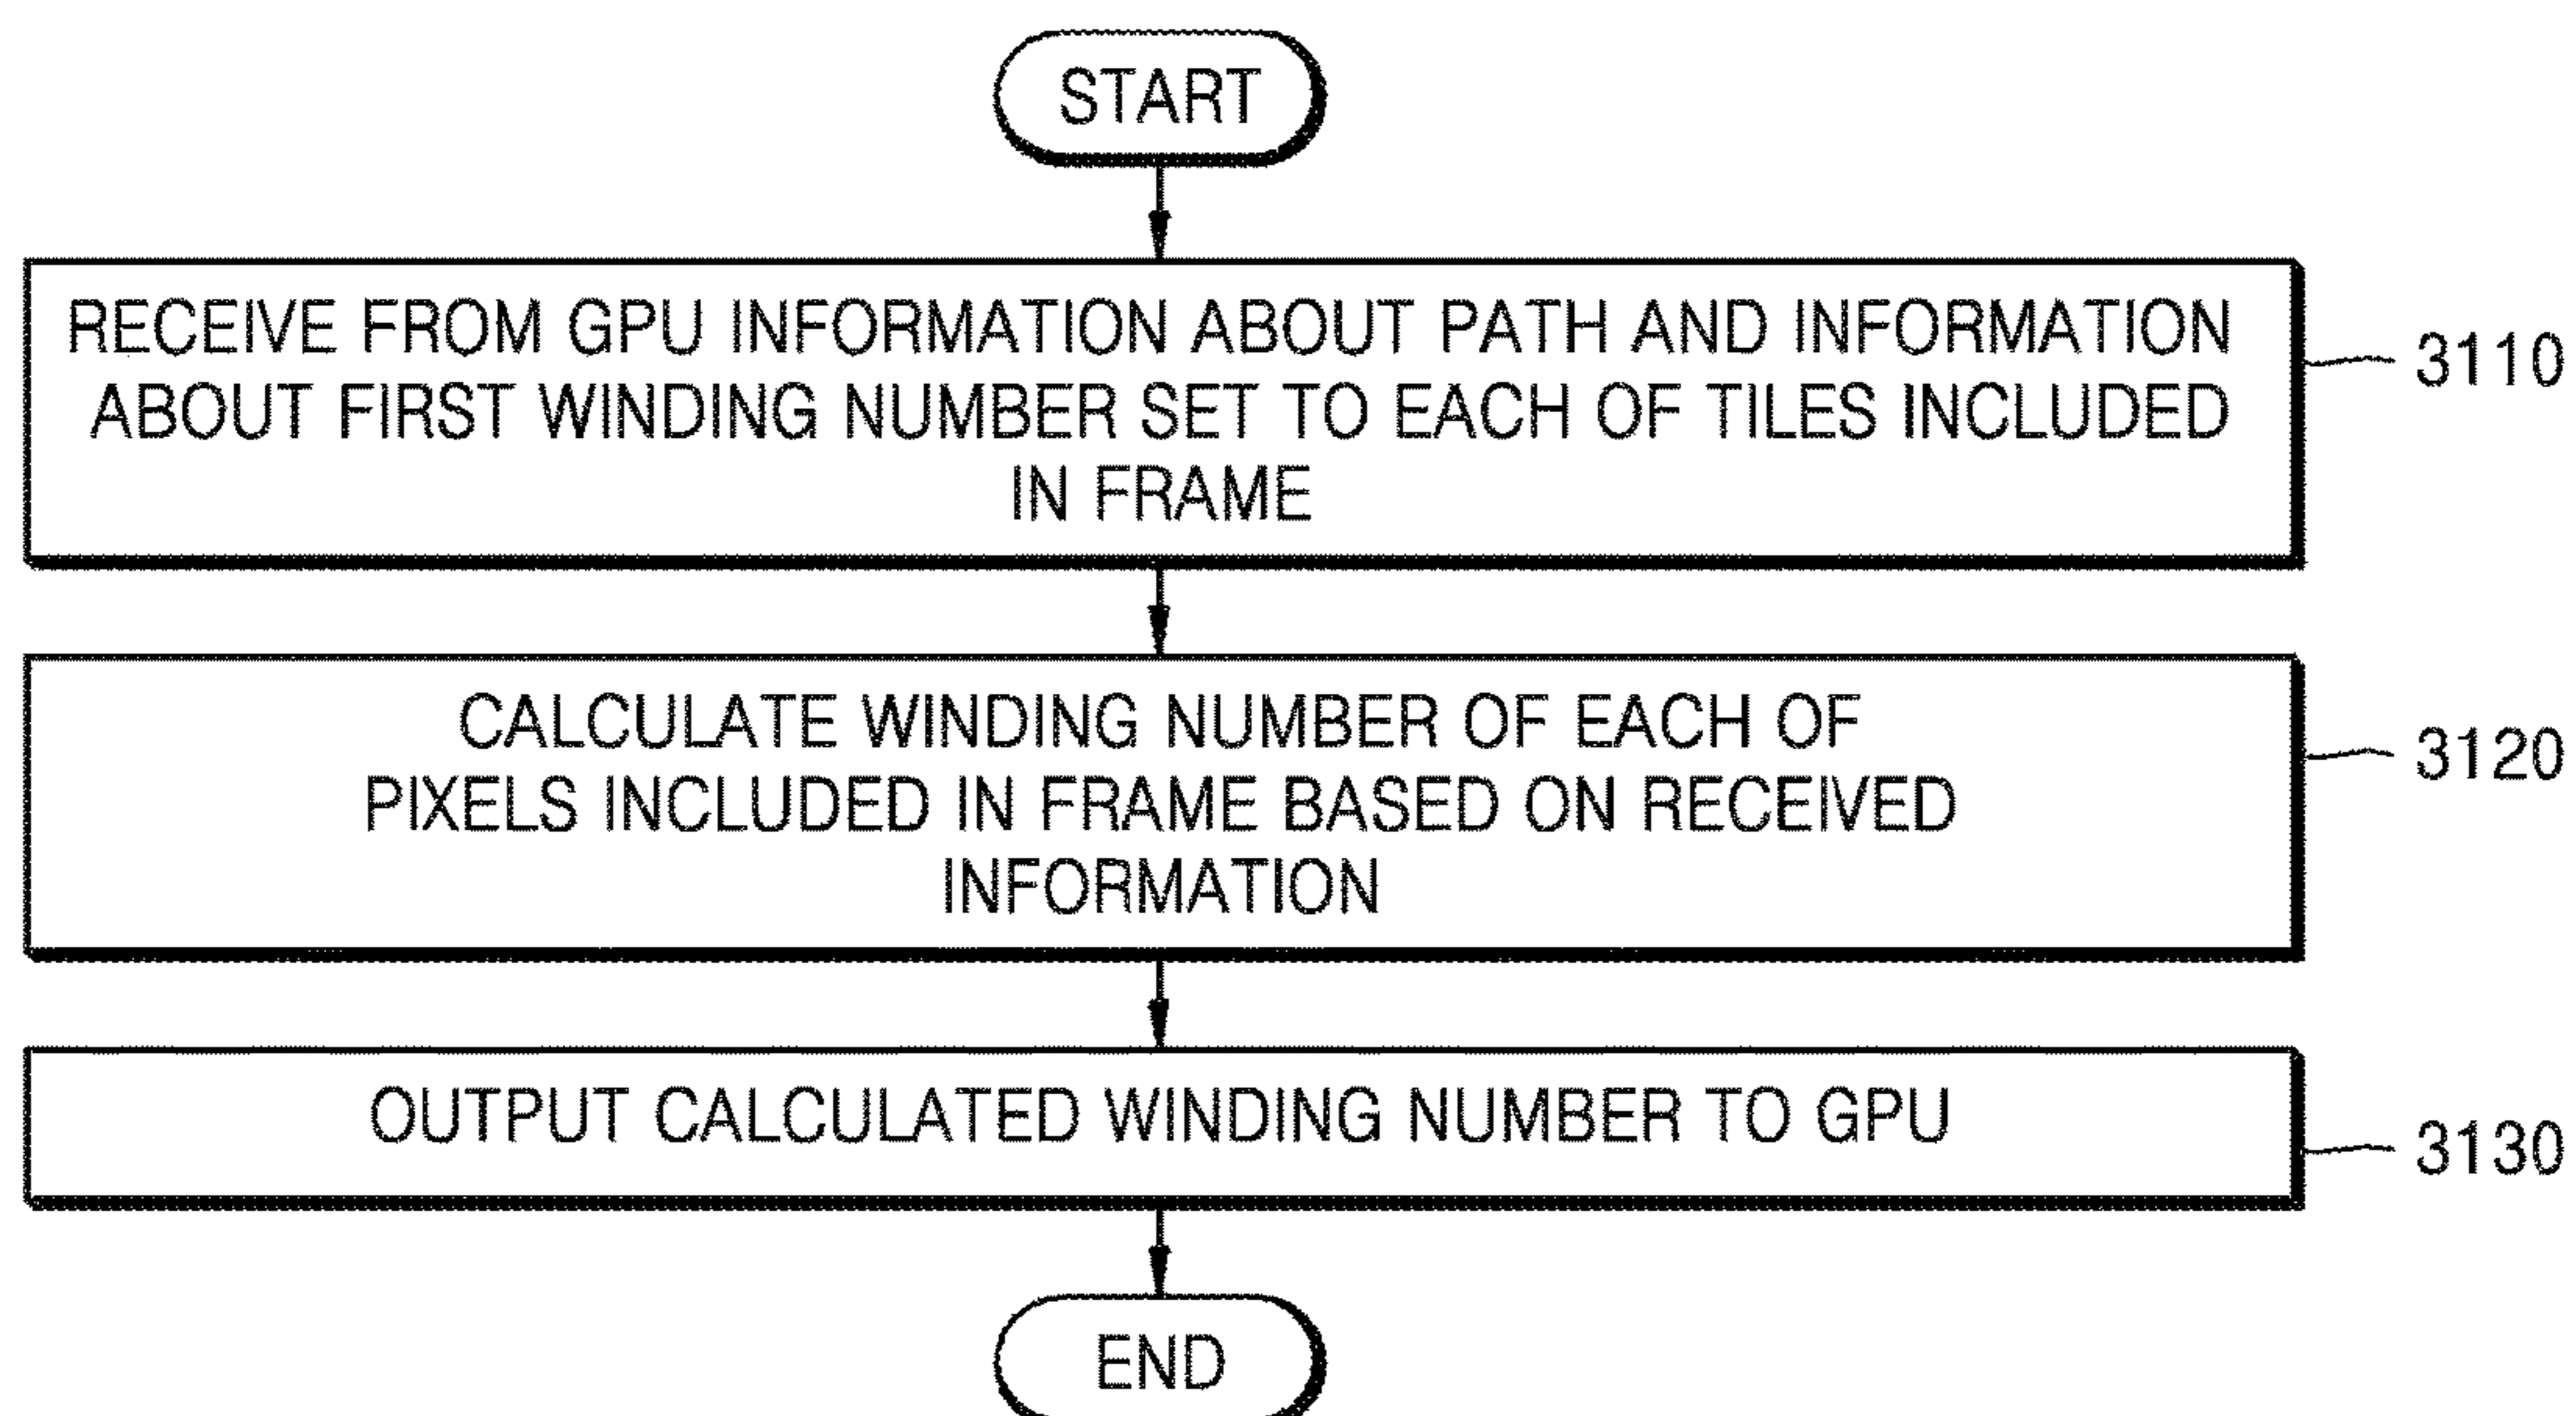 START
RECEIVE FROM GPU INFORMATION ABOUT PATH AND INFORMATION
ABOUT FIRST WINDING NUMBER SET TO EACH OF TILES INCLUDED
IN FRAME
3110
CALCULATE WINDING NUMBER OF EACH OF
PIXELS INCLUDED IN FRAME BASED ON RECEIVED
INFORMATION
3120
OUTPUT CALCULATED WINDING NUMBER TO GPU
3130
END